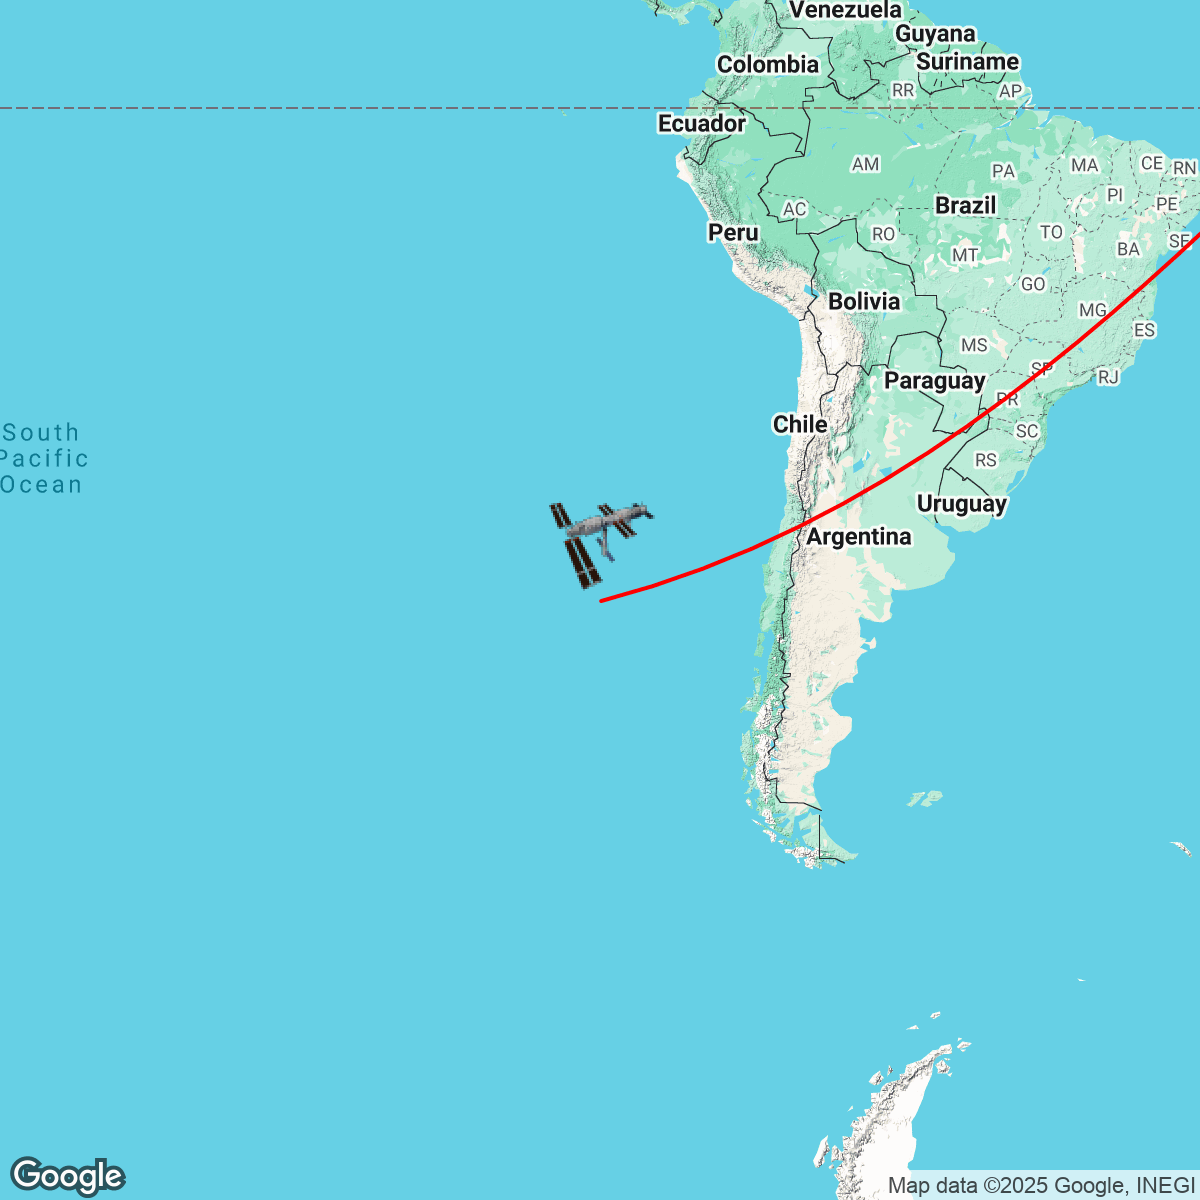 Venezuela
Guyana
Suriname
Colombia
RR
AP
Ecuador
AM
PA
MA
CE
RN
PI
PE
AC
Brazil
TO
Peru
RO
MT
BA
SE
GO
Bolivia
MG
ES
MS
SP
RJ
Paraguay
PR
Chile
SC
South
Pacific
Ocean
RS
Uruguay
Argentina
Google
Map data ©2025 Google, INEGI